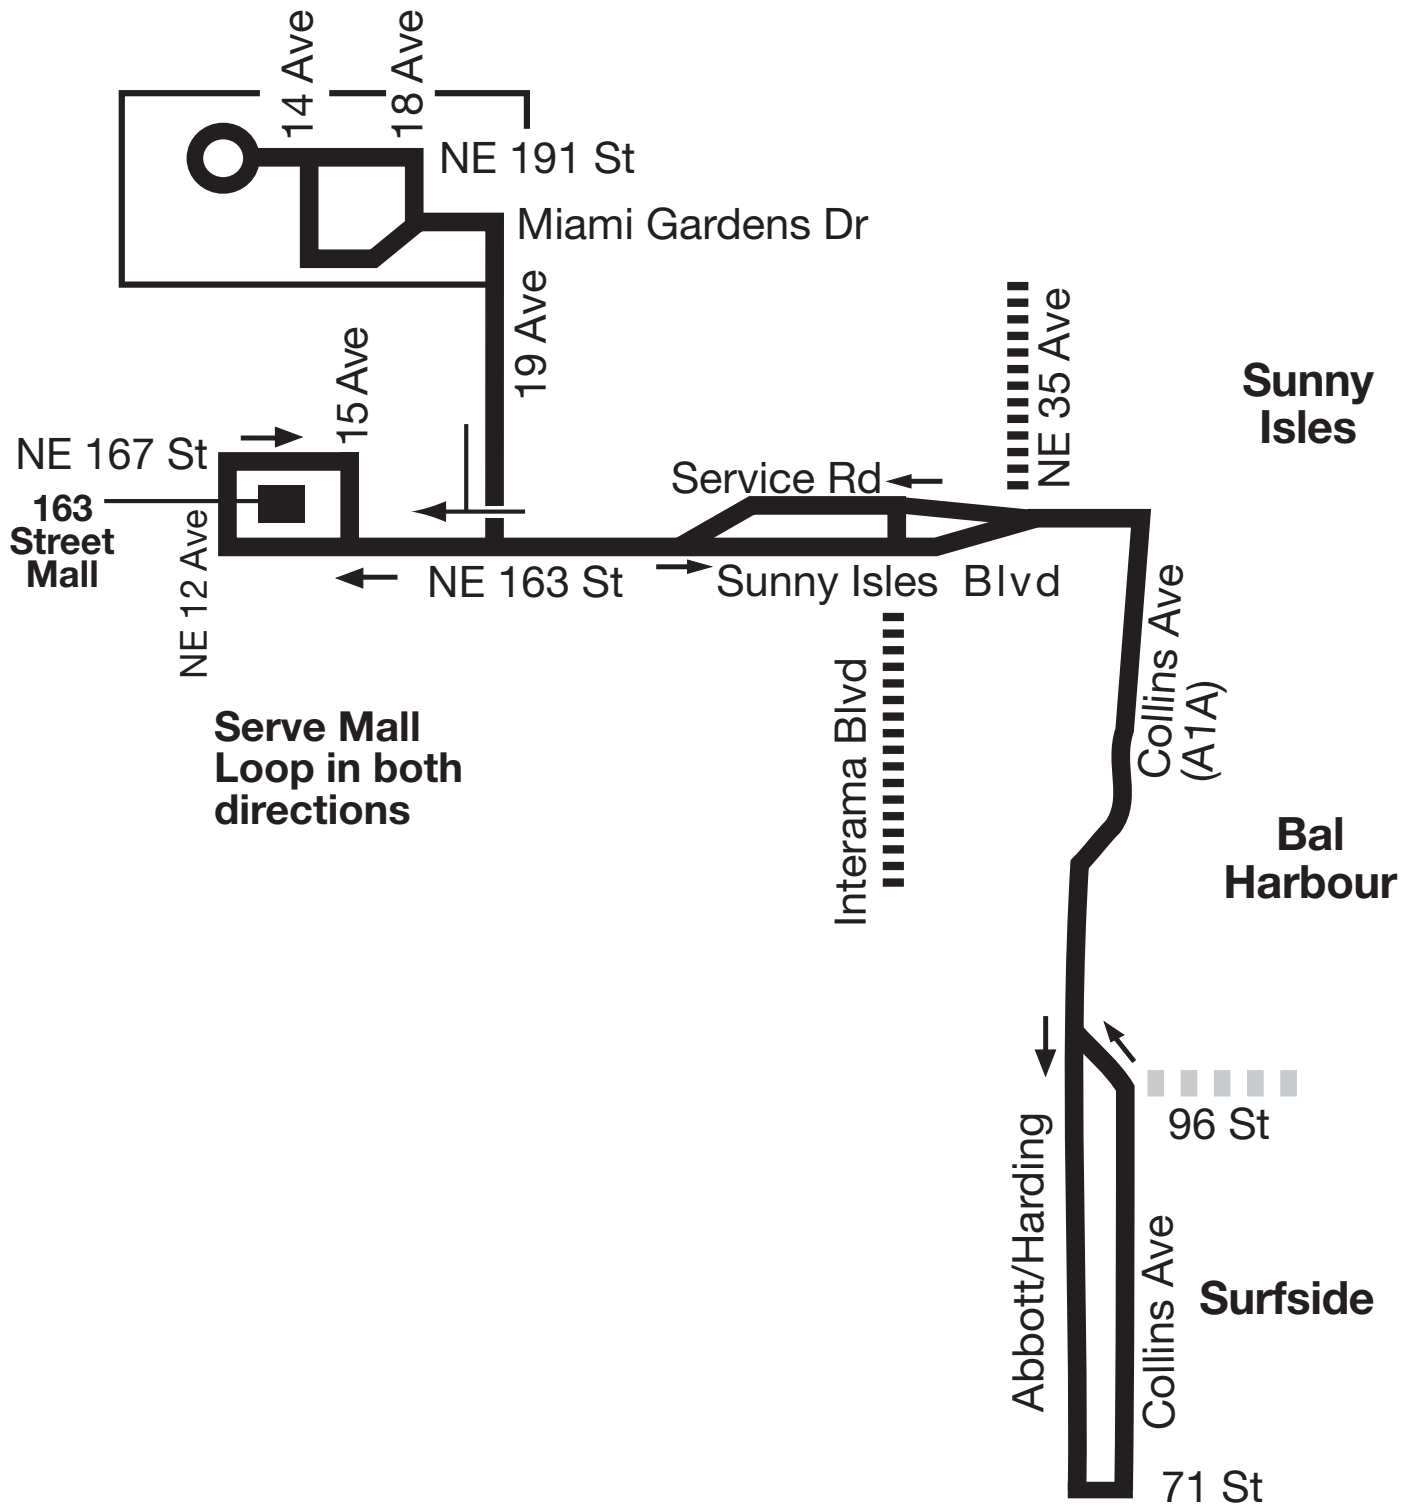 14 Ave
18 Ave
NE 191 St
Miami Gardens Dr
19 Ave
NE 35 Ave
Sunny
Isles
15 Ave
NE 167 St
163
Street
Mall
NE 12 Ave
Service Rd
NE 163 St
Sunny Isles Blvd
Collins Ave
(A1A)
Interama Blvd
Serve Mall
Loop in both
directions
Bal
Harbour
96 St
Abbott/Harding
Collins Ave
Surfside
71 St